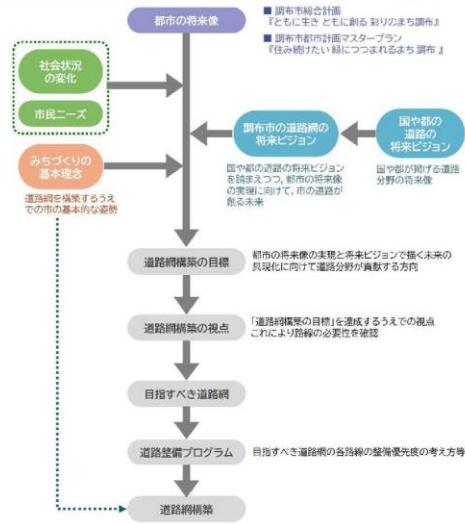 都市の将来像
■ 調布市総合計画
『ともに生き ともに創る 彩りのまち調布』
■ 調布市都市計画マスタープラン
『住み続けたい 緑につつまれるまち 調布 』
社会状況
の変化
市民ニーズ
調布市の道路網の
将来ビジョン
国や都の
道路の
将来ビジョン
みちづくりの
基本理念
国や都の道路の将来ビジョン
を踏まえつつ, 都市の将来像
の実現に向けて, 市の道路が
創る未来
国や都が掲げる道路
分野の将来像
道路網を構築するうえ
での市の基本的な姿勢
道路網構築の目標
都市の将来像の実現と将来ビジョンで描く未来の
具現化に向けて道路分野が貢献する方向
道路網構築の視点
「道路網構築の目標」を達成するうえでの視点
これにより路線の必要性を確認
目指すべき道路網
道路整備プログラム
目指すべき道路網の各路線の整備優先度の考え方等
道路網構築